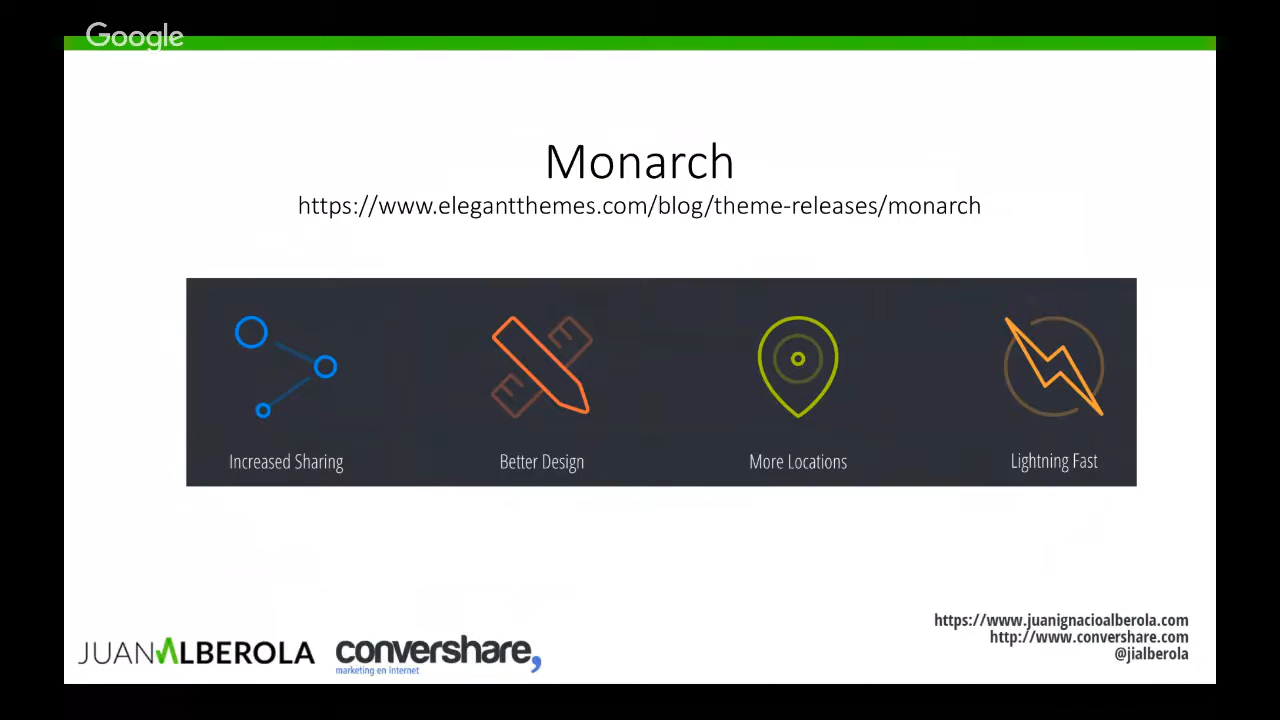 Google
Monarch
https://www.elegantthemes.com/blog/theme-releases/monarch
Increased Sharing
Better Design
More Locations
Lightning Fast
https://www.juanignacioalberola.com
http://www.convershare.com
@jialberola
JUANALBEROLA
convershare,
marketing en internet